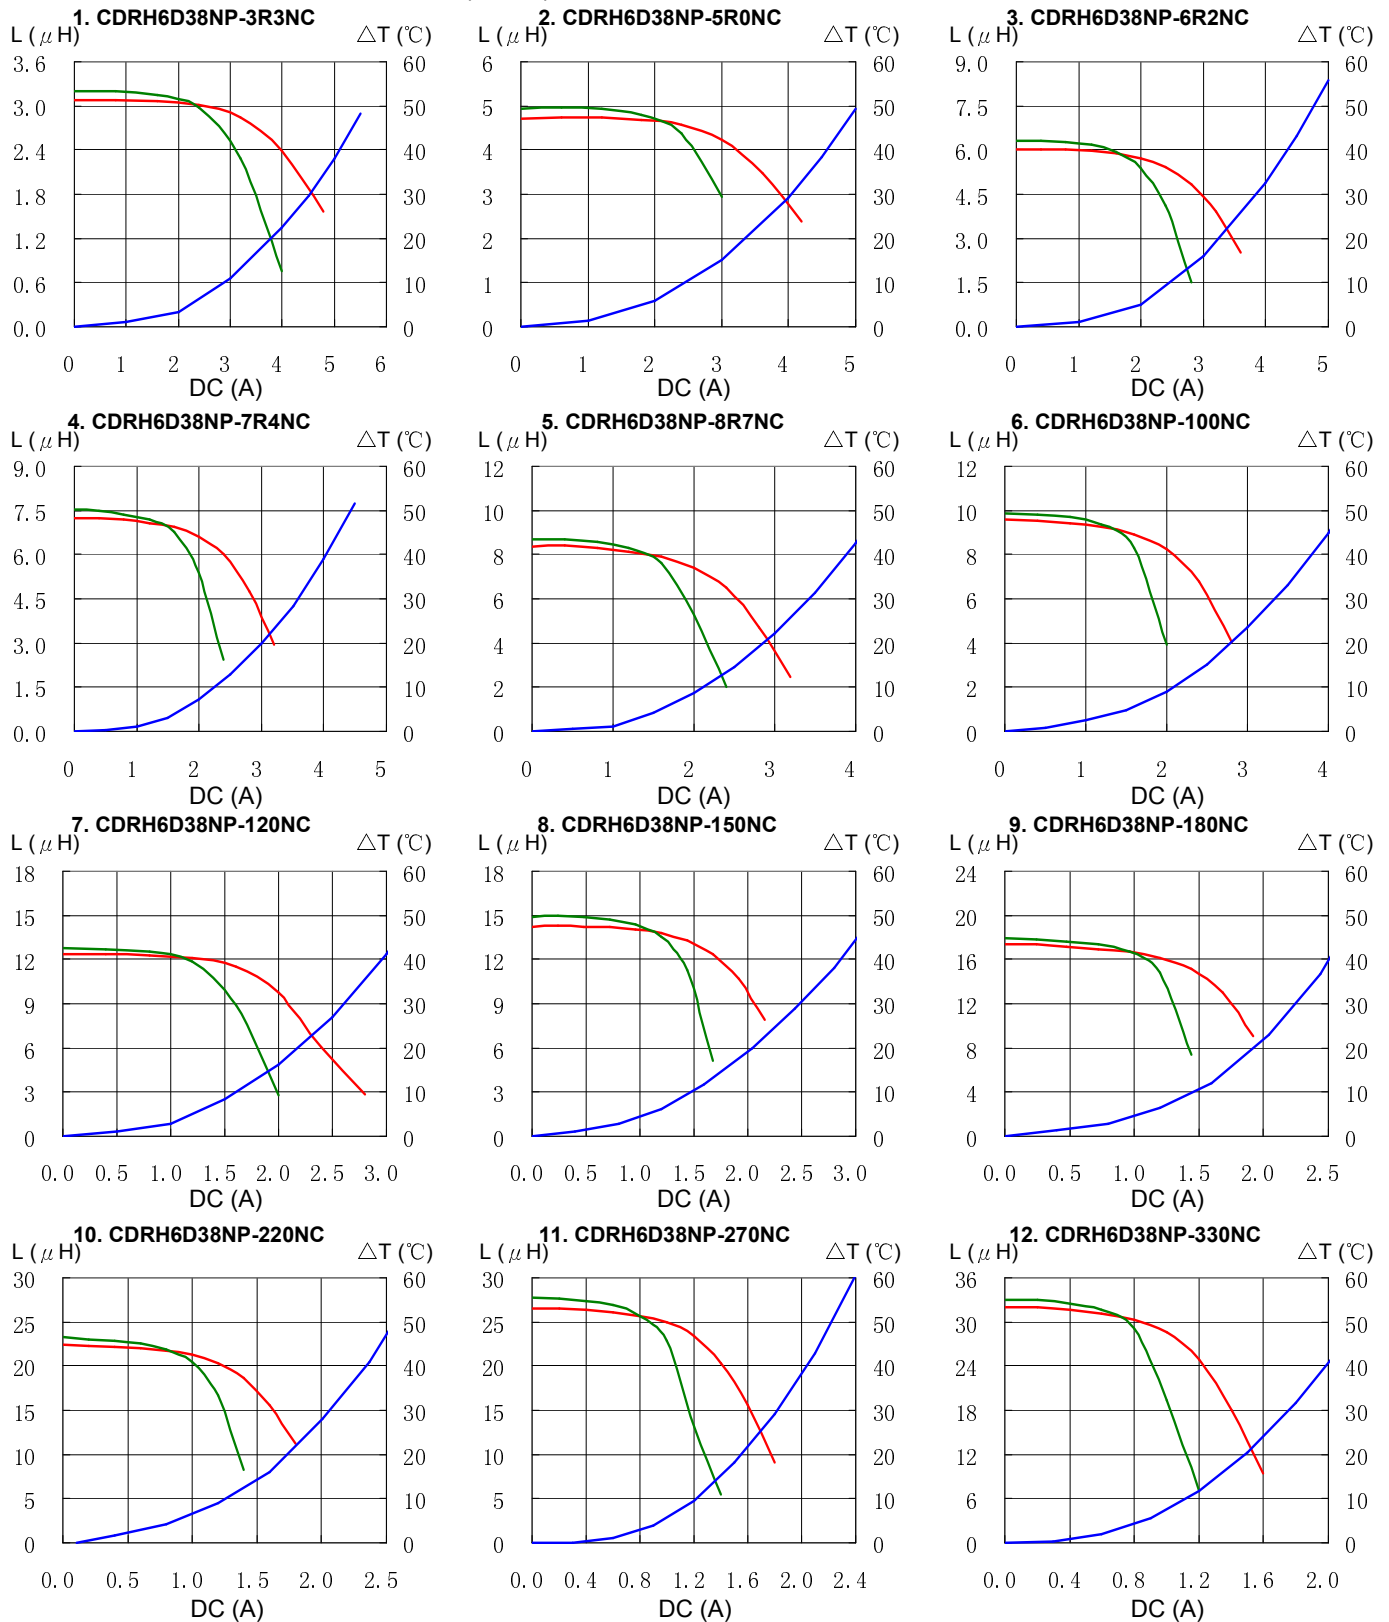 1. CDRH6D38NP-3R3NC
L (μH) △T (℃)
3.6 60
3.0 50
2.4 40
1.8 30
1.2 20
0.6 10
0.0 0
0 1 2 3 4 5 6
DC (A)
2. CDRH6D38NP-5R0NC
L (μH) △T (℃)
6 60
5 50
4 40
3 30
2 20
1 10
0 0
0 1 2 3 4 5
DC (A)
3. CDRH6D38NP-6R2NC
L (μH) △T (℃)
9.0 60
7.5 50
6.0 40
4.5 30
3.0 20
1.5 10
0.0 0
0 1 2 3 4 5
DC (A)
4. CDRH6D38NP-7R4NC
L (μH) △T (℃)
9.0 60
7.5 50
6.0 40
4.5 30
3.0 20
1.5 10
0.0 0
0 1 2 3 4 5
DC (A)
5. CDRH6D38NP-8R7NC
L (μH) △T (℃)
12 60
10 50
8 40
6 30
4 20
2 10
0 0
0 1 2 3 4
DC (A)
6. CDRH6D38NP-100NC
L (μH) △T (℃)
12 60
10 50
8 40
6 30
4 20
2 10
0 0
0 1 2 3 4
DC (A)
7. CDRH6D38NP-120NC
L (μH) △T (℃)
18 60
15 50
12 40
9 30
6 20
3 10
0 0
0.0 0.5 1.0 1.5 2.0 2.5 3.0
DC (A)
8. CDRH6D38NP-150NC
L (μH) △T (℃)
18 60
15 50
12 40
9 30
6 20
3 10
0 0
0.0 0.5 1.0 1.5 2.0 2.5 3.0
DC (A)
9. CDRH6D38NP-180NC
L (μH) △T (℃)
24 60
20 50
16 40
12 30
8 20
4 10
0 0
0.0 0.5 1.0 1.5 2.0 2.5
DC (A)
10. CDRH6D38NP-220NC
L (μH) △T (℃)
30 60
25 50
20 40
15 30
10 20
5 10
0 0
0.0 0.5 1.0 1.5 2.0 2.5
DC (A)
11. CDRH6D38NP-270NC
L (μH) △T (℃)
30 60
25 50
20 40
15 30
10 20
5 10
0 0
0.0 0.4 0.8 1.2 1.6 2.0 2.4
DC (A)
12. CDRH6D38NP-330NC
L (μH) △T (℃)
36 60
30 50
24 40
18 30
12 20
6 10
0 0
0.0 0.4 0.8 1.2 1.6 2.0
DC (A)